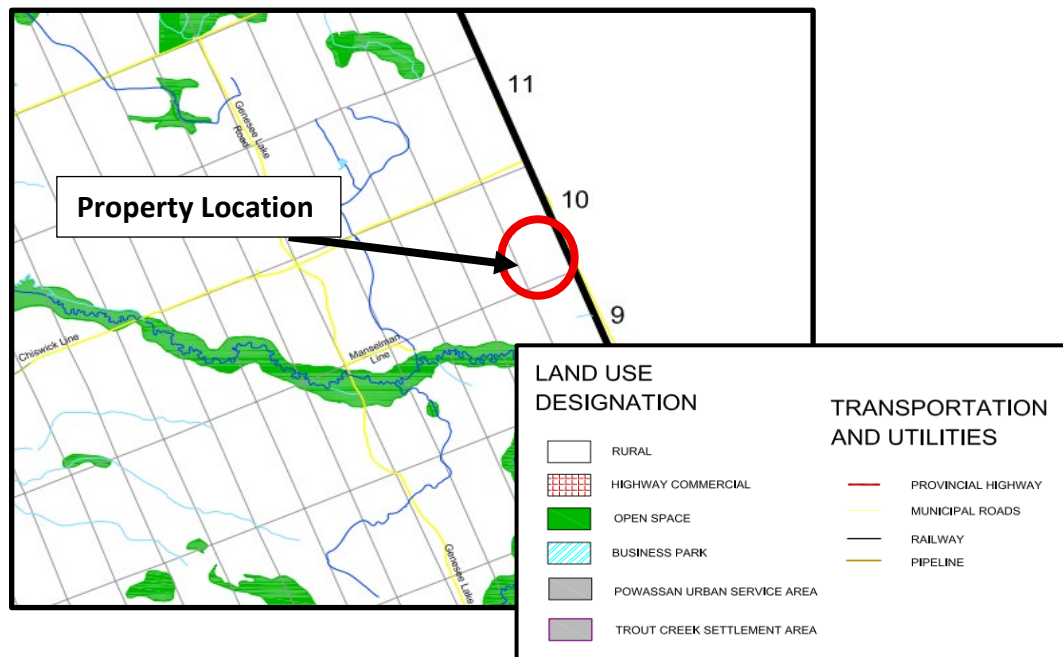 11
Genesee Lake
Road
Property Location
10
9
Chiswick Line
Manselman
Line
Genesee Lake
LAND USE
DESIGNATION
RURAL
HIGHWAY COMMERCIAL
OPEN SPACE
BUSINESS PARK
POWASSAN URBAN SERVICE AREA
TROUT CREEK SETTLEMENT AREA
TRANSPORTATION
AND UTILITIES
PROVINCIAL HIGHWAY
MUNICIPAL ROADS
RAILWAY
PIPELINE